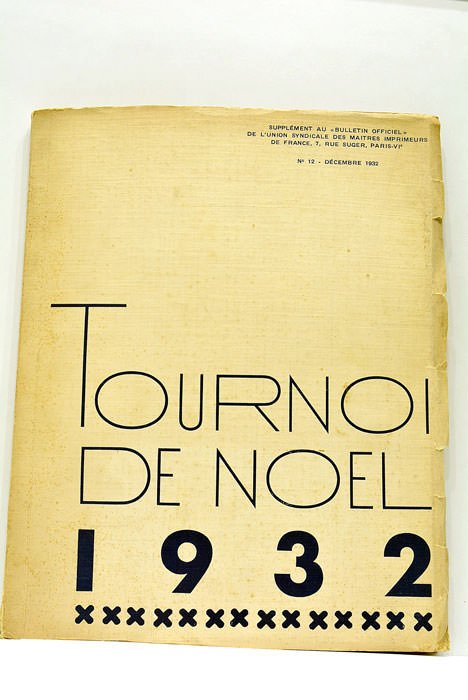 SUPPLÉMENT AU «BULLETIN OFFICIEL»
DE L'UNION SYNDICALE DES MAITRES IMPRIMEURS
DE FRANCE, 7, RUE SUGER, PARIS-VIe
No 12 - DÉCEMBRE 1932
TOURNOI
DE NOEL
1932
×××××××××××××××